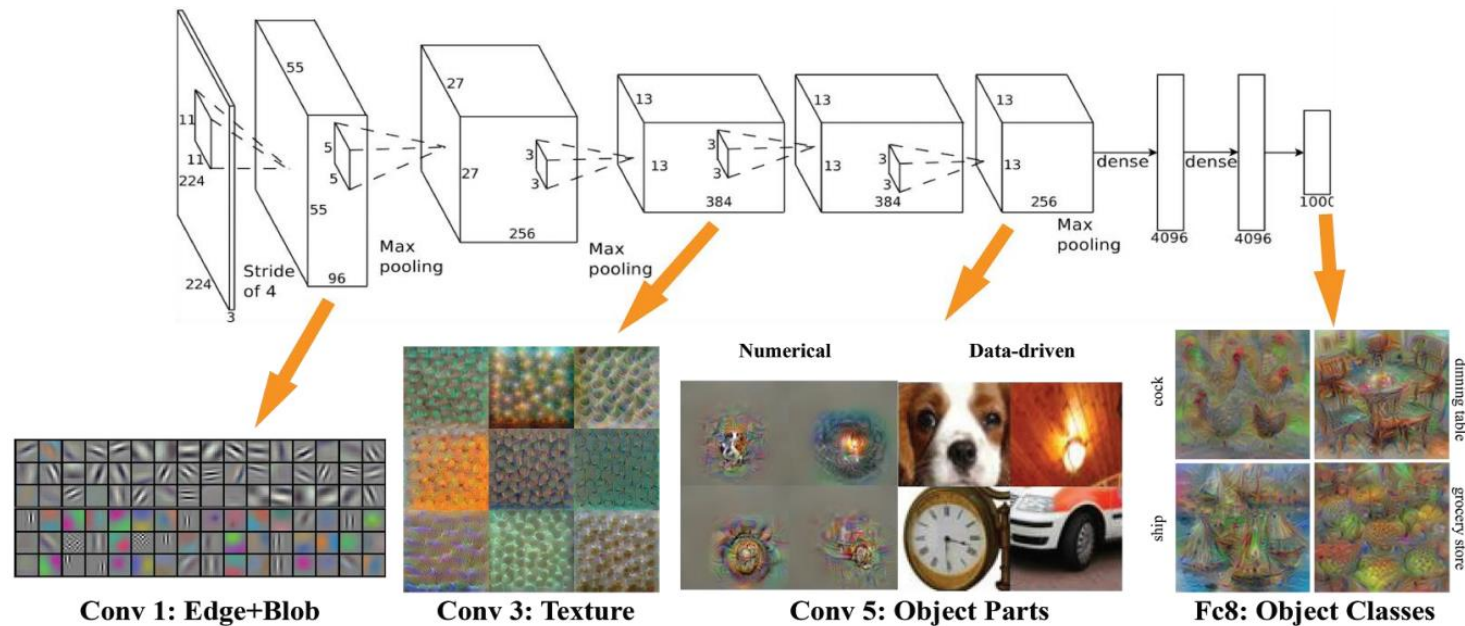 11
11
224
224
3
Stride
of 4
55
55
5
5
96
Max
pooling
27
27
3
3
256
Max
pooling
13
13
3
3
384
13
13
3
3
384
13
13
256
Max
pooling
dense
4096
dense
4096
1000
Numerical
Data-driven
cock
ship
dinning table
grocery store
Conv 1: Edge+Blob
Conv 3: Texture
Conv 5: Object Parts
Fc8: Object Classes